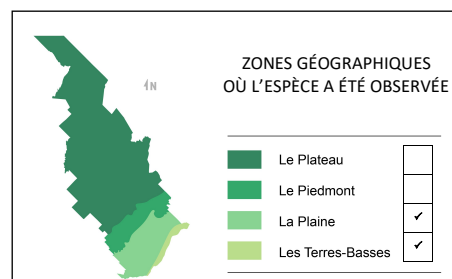 ZONES GÉOGRAPHIQUES
OÙ L'ESPÈCE A ÉTÉ OBSERVÉE
N
Le Plateau
Le Piedmont
La Plaine ✓
Les Terres-Basses ✓